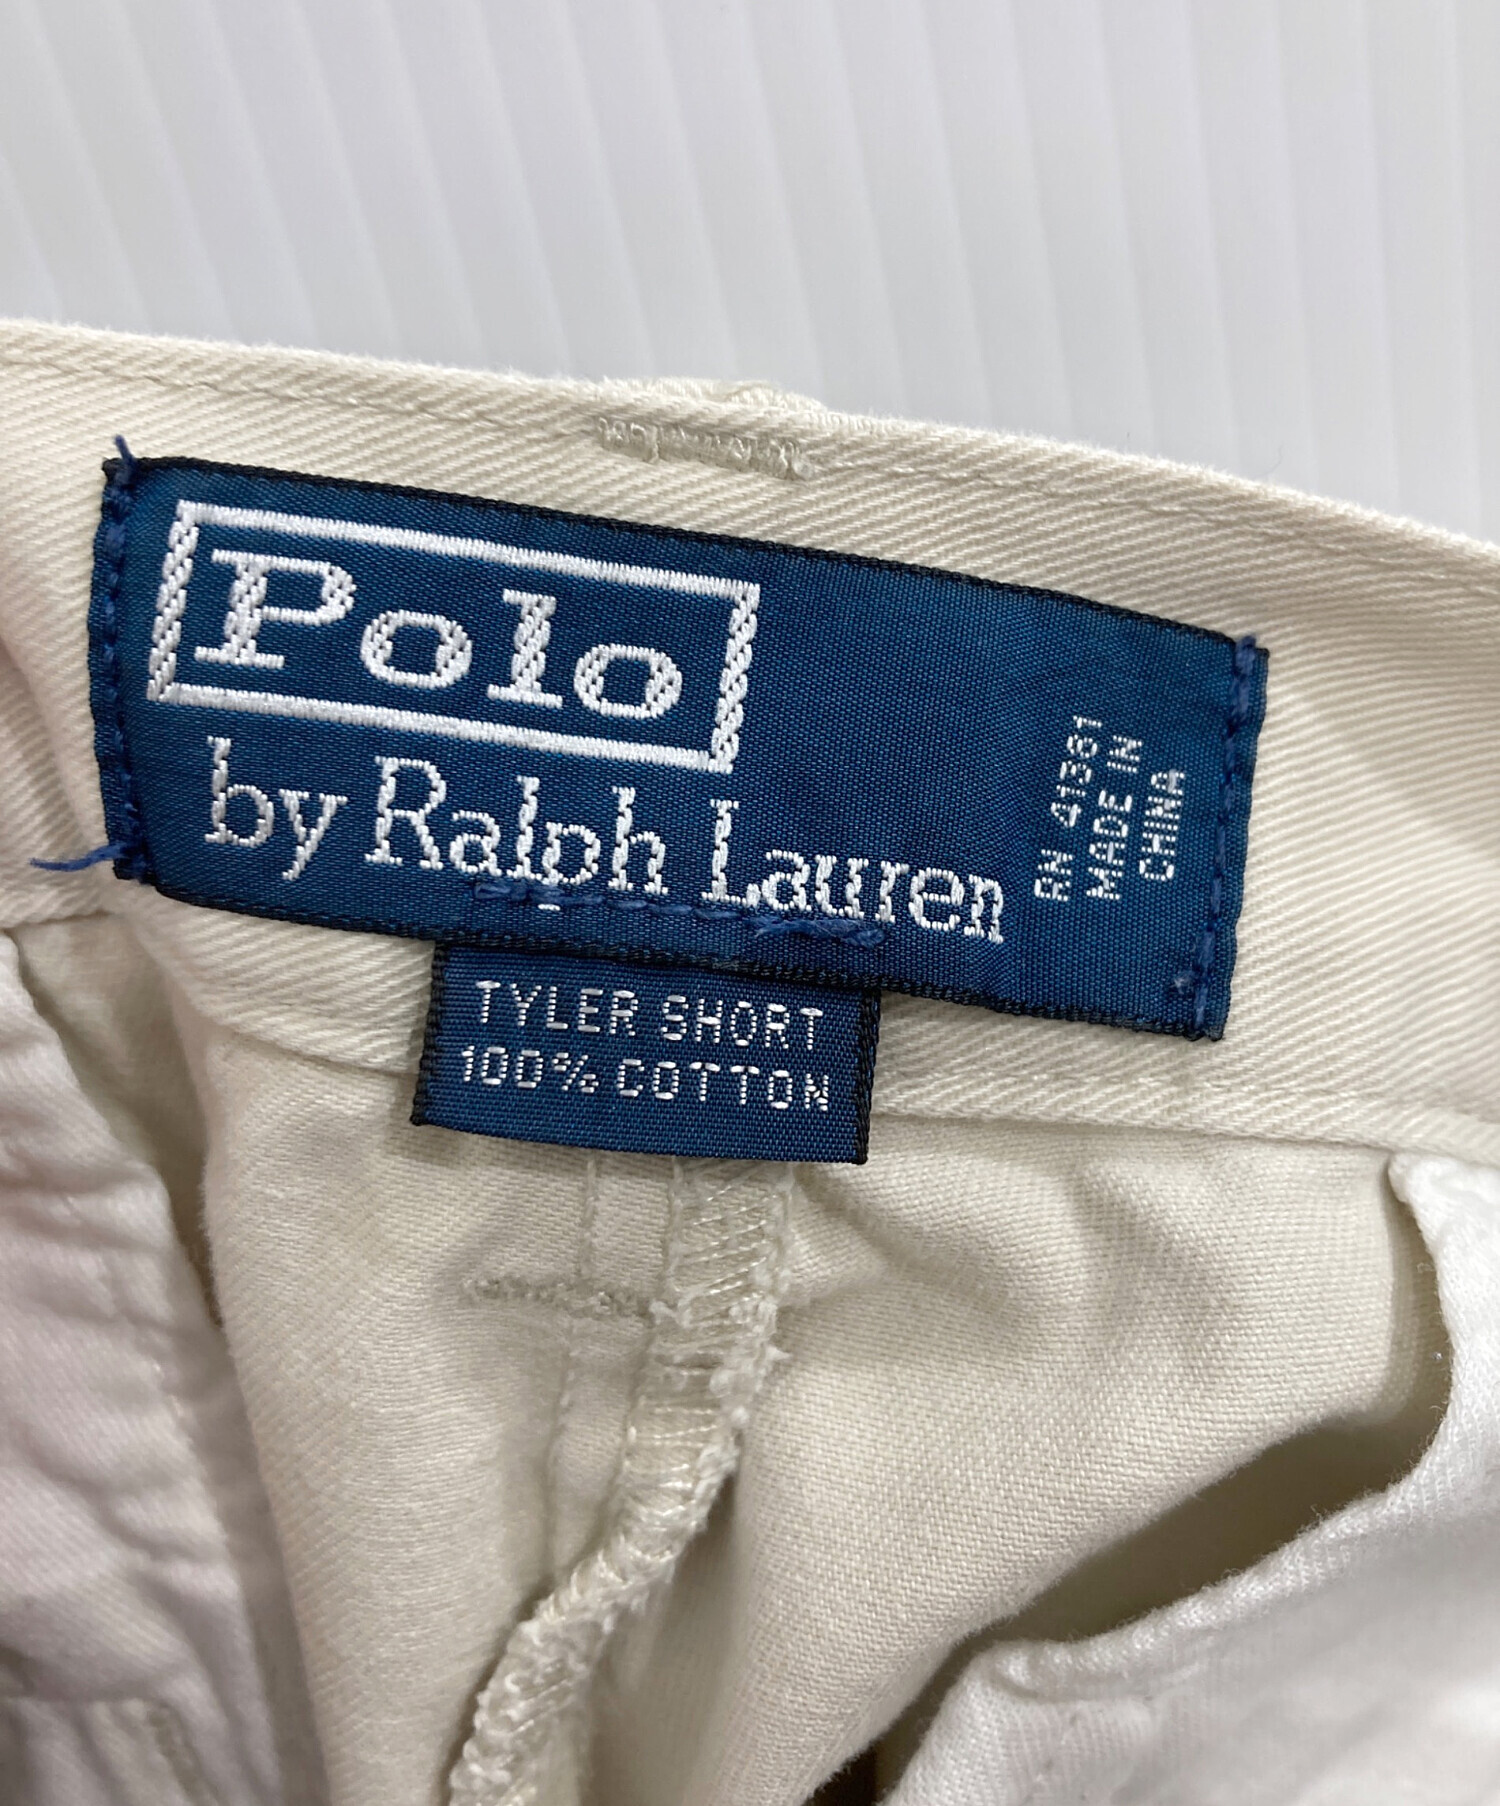 Polo
by Ralph Lauren
RN 41381
MADE IN
CHINA
TYLER SHORT
100% COTTON